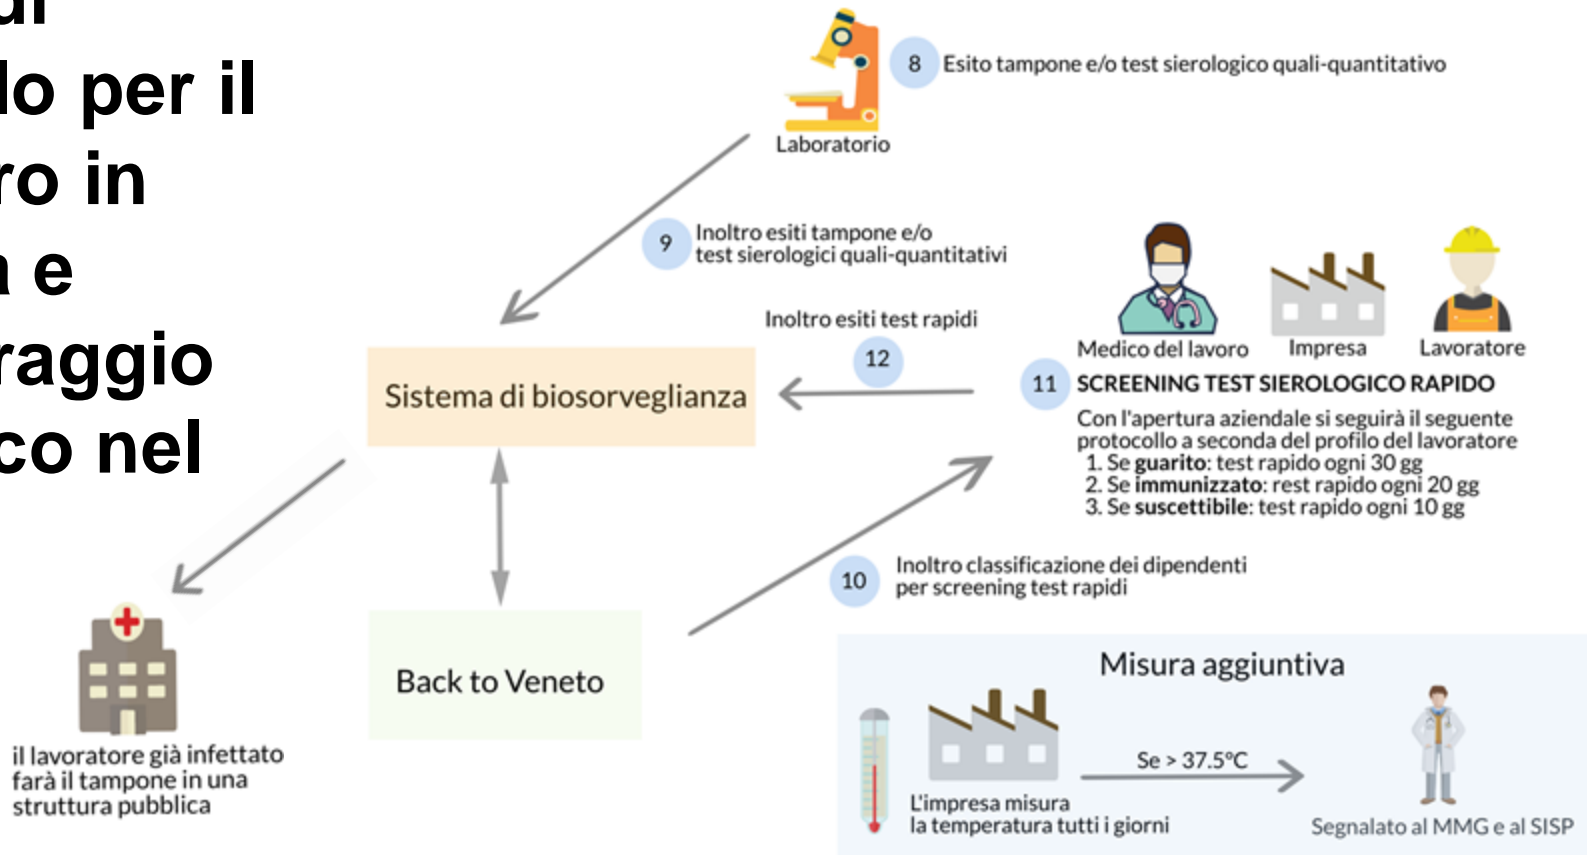 per il
in
e
nel
8
Esito tampone e/o test sierologico quali-quantitativo
Laboratorio
9
Inoltro esiti tampone e/o
test sierologici quali-quantitativi
Inoltro esiti test rapidi
12
Medico del lavoro
Impresa
Lavoratore
11
SCREENING TEST SIEROLOGICO RAPIDO
Con l'apertura aziendale si seguirà il seguente
protocollo a seconda del profilo del lavoratore
1. Se guarito: test rapido ogni 30 gg
2. Se immunizzato: rest rapido ogni 20 gg
3. Se suscettibile: test rapido ogni 10 gg
Sistema di biosorveglianza
10
Inoltro classificazione dei dipendenti
per screening test rapidi
Back to Veneto
il lavoratore già infettato
farà il tampone in una
struttura pubblica
Misura aggiuntiva
Se > 37.5°C
L'impresa misura
la temperatura tutti i giorni
Segnalato al MMG e al SISP